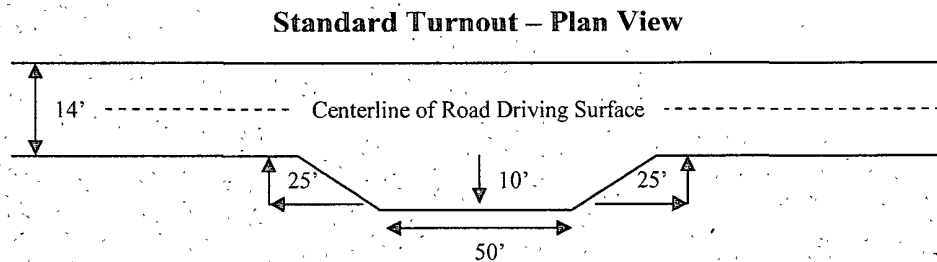 Standard Turnout – Plan View
14'
Centerline of Road Driving Surface
25'
10'
25'
50'